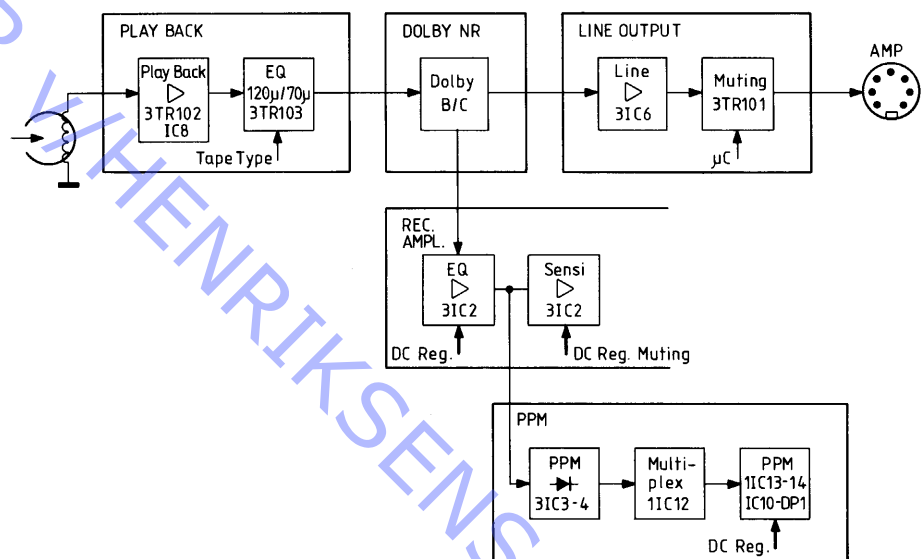 PLAY BACK
Play Back
3TR102
IC8
EQ
120µ/70µ
3TR103
Tape Type
DOLBY NR
Dolby
B/C
LINE OUTPUT
Line
3IC6
Muting
3TR101
µC
AMP
REC.
AMPL.
EQ
3IC2
Sensi
3IC2
DC Reg.
DC Reg. Muting
PPM
PPM
3IC3-4
Multi-
plex
1IC12
PPM
1IC13-14
IC10-DP1
DC Reg.
V/HENRIKSENS